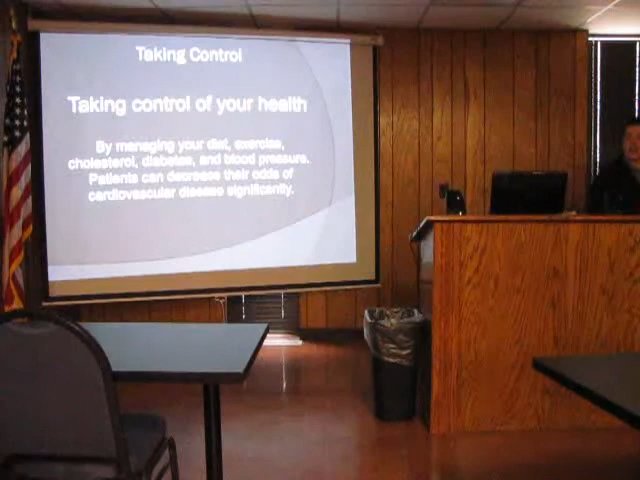 Taking Control
Taking control of your health
By managing your diet, exercise,
cholesterol, diabetes, and blood pressure.
Patients can decrease their odds of
cardiovascular disease significantly.